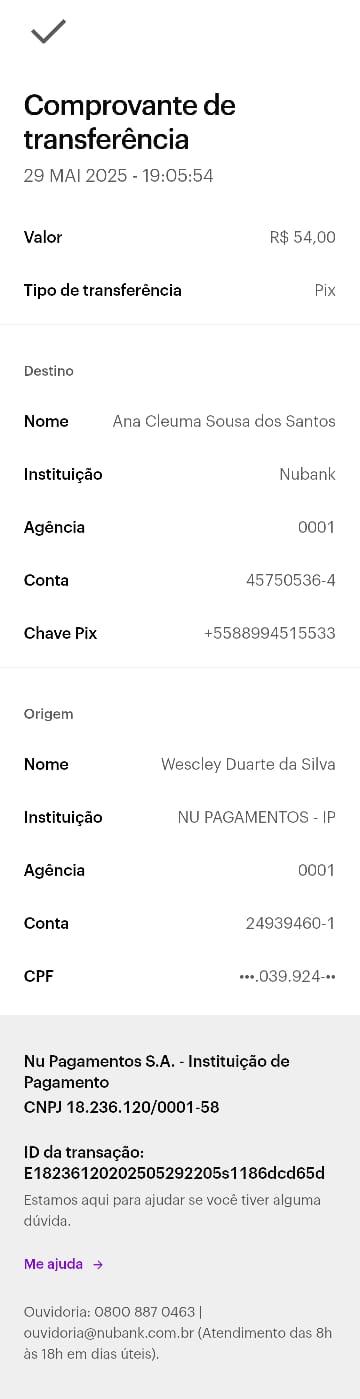 Comprovante de
transferência
29 MAI 2025 - 19:05:54
Valor R$ 54,00
Tipo de transferência Pix
Destino
Nome Ana Cleuma Sousa dos Santos
Instituição Nubank
Agência 0001
Conta 45750536-4
Chave Pix +5588994515533
Origem
Nome Wescley Duarte da Silva
Instituição NU PAGAMENTOS - IP
Agência 0001
Conta 24939460-1
CPF •••.039.924-••
Nu Pagamentos S.A. - Instituição de
Pagamento
CNPJ 18.236.120/0001-58
ID da transação:
E18236120202505292205s1186dcd65d
Estamos aqui para ajudar se você tiver alguma
dúvida.
Me ajuda →
Ouvidoria: 0800 887 0463 |
ouvidoria@nubank.com.br (Atendimento das 8h
às 18h em dias úteis).